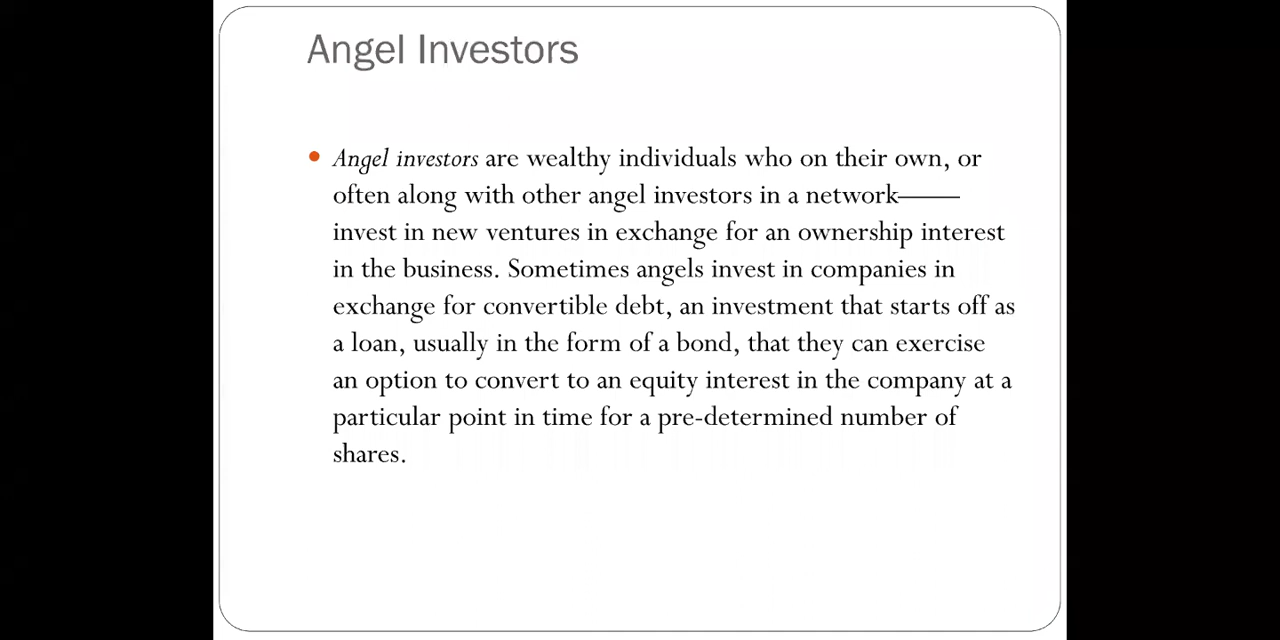 Angel Investors
• Angel investors are wealthy individuals who on their own, or
often along with other angel investors in a network——
invest in new ventures in exchange for an ownership interest
in the business. Sometimes angels invest in companies in
exchange for convertible debt, an investment that starts off as
a loan, usually in the form of a bond, that they can exercise
an option to convert to an equity interest in the company at a
particular point in time for a pre-determined number of
shares.